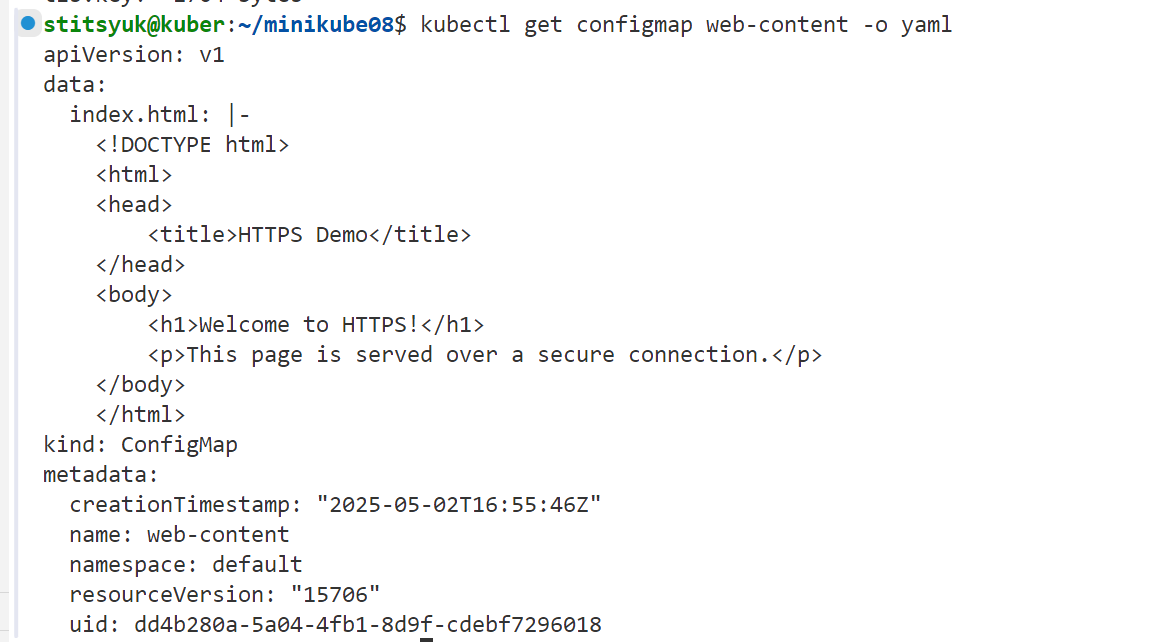 stitsyuk@kuber:~/minikube08$ kubectl get configmap web-content -o yaml
apiVersion: v1
data:
  index.html: |-
    <!DOCTYPE html>
    <html>
    <head>
        <title>HTTPS Demo</title>
    </head>
    <body>
        <h1>Welcome to HTTPS!</h1>
        <p>This page is served over a secure connection.</p>
    </body>
    </html>
kind: ConfigMap
metadata:
  creationTimestamp: "2025-05-02T16:55:46Z"
  name: web-content
  namespace: default
  resourceVersion: "15706"
  uid: dd4b280a-5a04-4fb1-8d9f-cdebf7296018